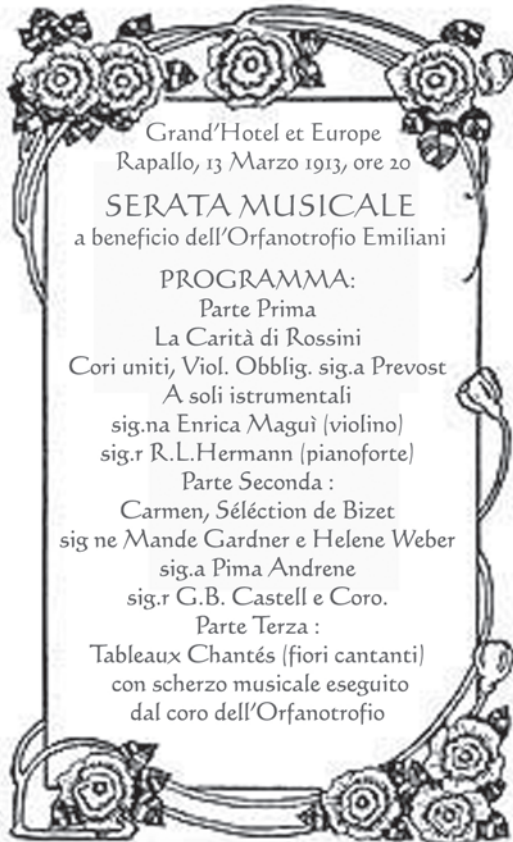 Grand'Hotel et Europe
Rapallo, 13 Marzo 1913, ore 20
SERATA MUSICALE
a beneficio dell'Orfanotrofio Emiliani
PROGRAMMA:
Parte Prima
La Carità di Rossini
Cori uniti, Viol. Obblig. sig.a Prevost
A soli istrumentali
sig.na Enrica Maguì (violino)
sig.r R.L.Hermann (pianoforte)
Parte Seconda :
Carmen, Séléction de Bizet
sig ne Mande Gardner e Helene Weber
sig.a Pima Andrene
sig.r G.B. Castell e Coro.
Parte Terza :
Tableaux Chantés (fiori cantanti)
con scherzo musicale eseguito
dal coro dell'Orfanotrofio